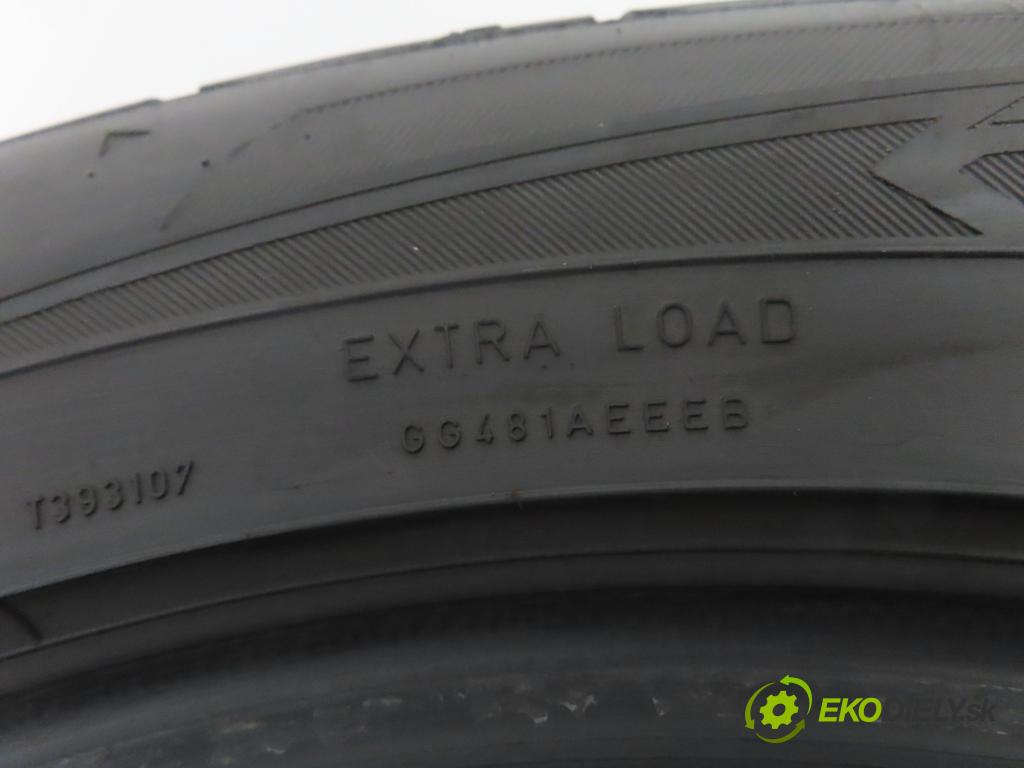 EXTRA LOAD
GG481AEEEB
T393107
EKODIELY.sk